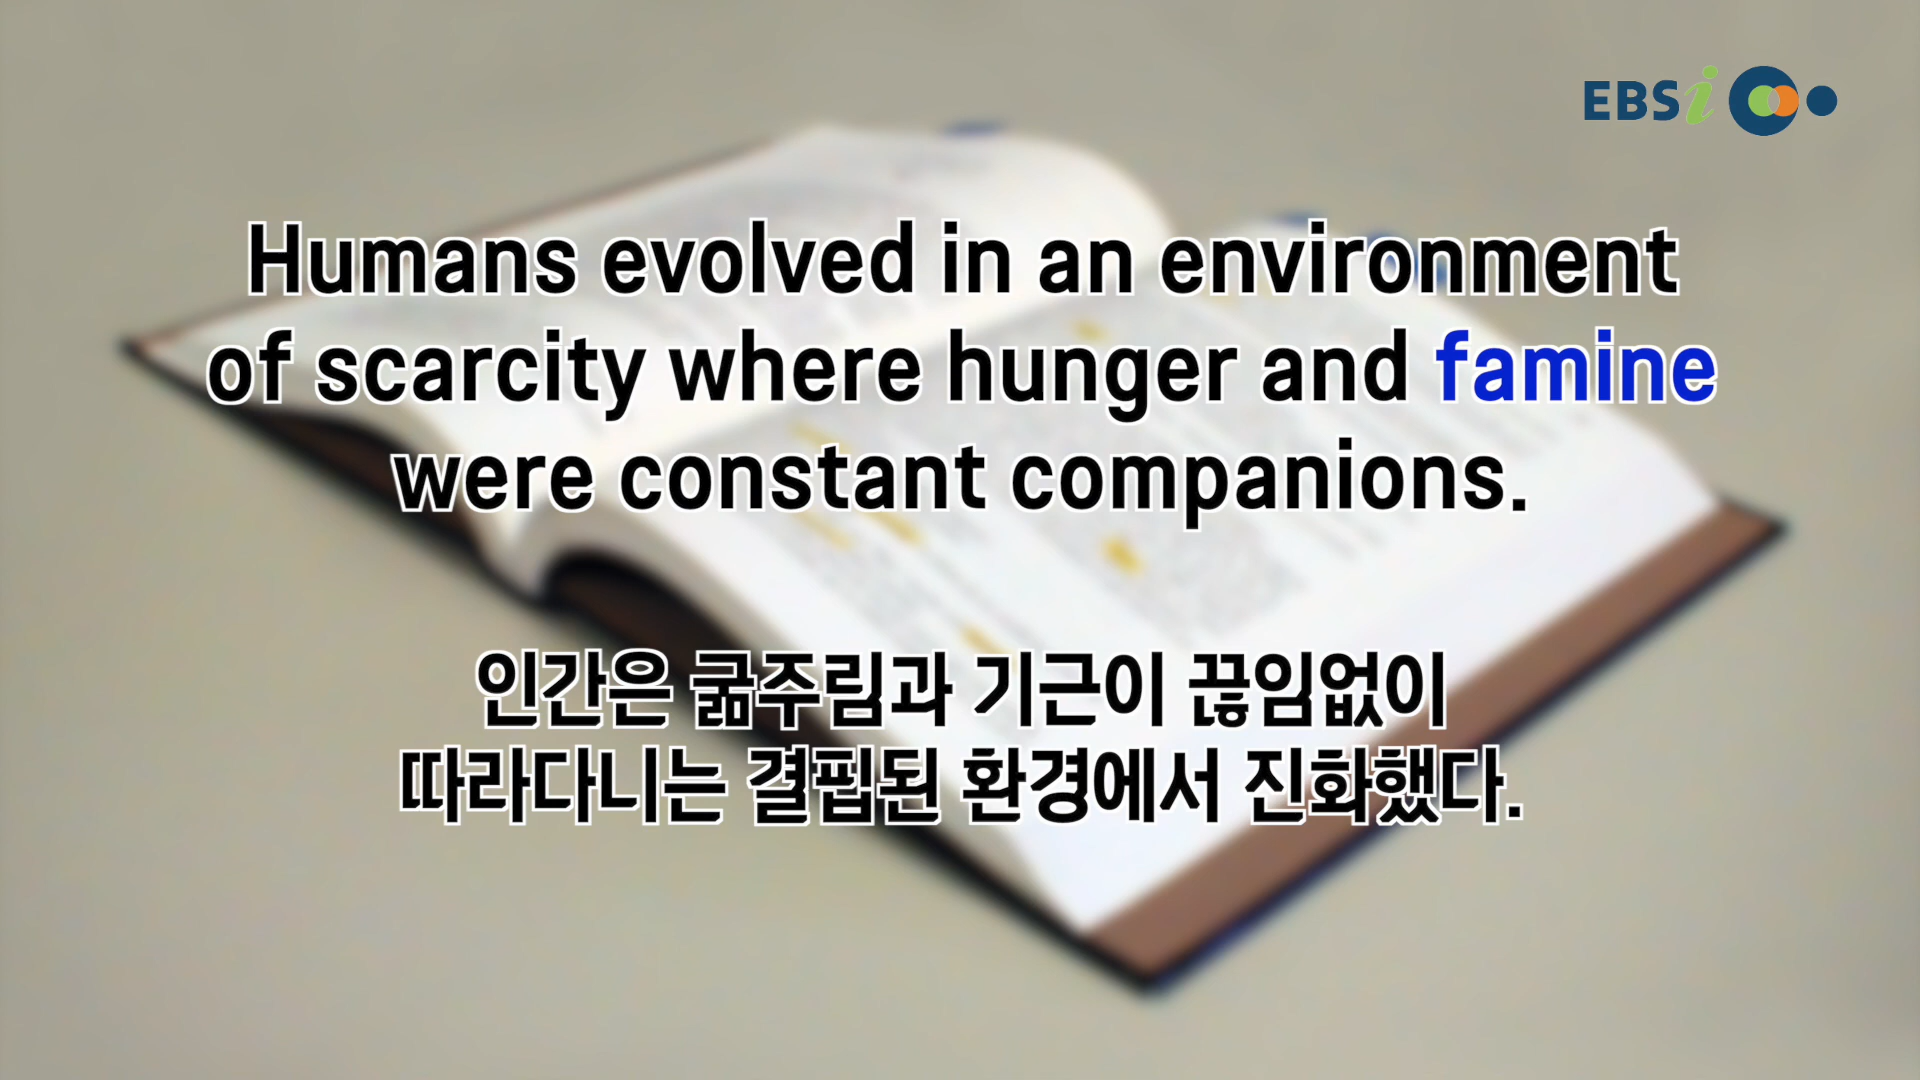 EBSi
Humans evolved in an environment
of scarcity where hunger and famine
were constant companions.
인간은 굶주림과 기근이 끊임없이
따라다니는 결핍된 환경에서 진화했다.